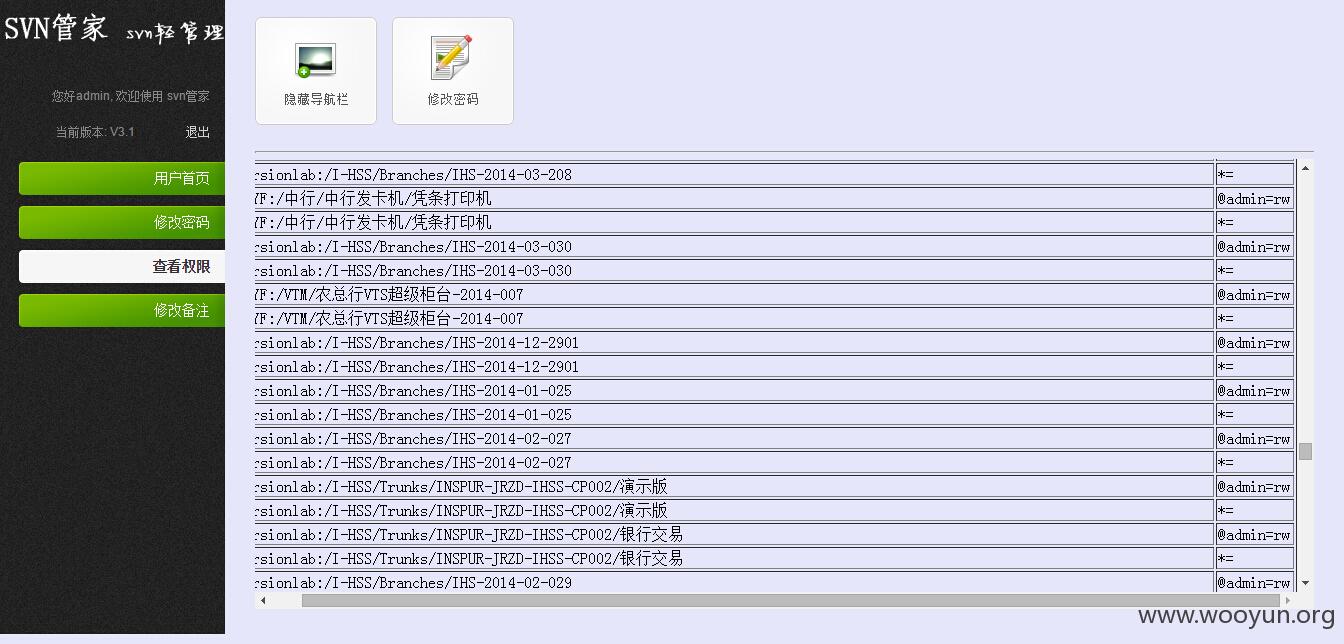 SVN管家 svn轻管理
您好admin, 欢迎使用 svn管家
当前版本: V3.1 退出
用户首页
修改密码
查看权限
修改备注
隐藏导航栏
修改密码
rsionlab:/I-HSS/Branches/IHS-2014-03-208 *=
YF:/中行/中行发卡机/凭条打印机 @admin=rw
YF:/中行/中行发卡机/凭条打印机 *=
rsionlab:/I-HSS/Branches/IHS-2014-03-030 @admin=rw
rsionlab:/I-HSS/Branches/IHS-2014-03-030 *=
YF:/VTM/农总行VTS超级柜台-2014-007 @admin=rw
YF:/VTM/农总行VTS超级柜台-2014-007 *=
rsionlab:/I-HSS/Branches/IHS-2014-12-2901 @admin=rw
rsionlab:/I-HSS/Branches/IHS-2014-12-2901 *=
rsionlab:/I-HSS/Branches/IHS-2014-01-025 @admin=rw
rsionlab:/I-HSS/Branches/IHS-2014-01-025 *=
rsionlab:/I-HSS/Branches/IHS-2014-02-027 @admin=rw
rsionlab:/I-HSS/Branches/IHS-2014-02-027 *=
rsionlab:/I-HSS/Trunks/INSPUR-JRZD-IHSS-CP002/演示版 @admin=rw
rsionlab:/I-HSS/Trunks/INSPUR-JRZD-IHSS-CP002/演示版 *=
rsionlab:/I-HSS/Trunks/INSPUR-JRZD-IHSS-CP002/银行交易 @admin=rw
rsionlab:/I-HSS/Trunks/INSPUR-JRZD-IHSS-CP002/银行交易 *=
rsionlab:/I-HSS/Branches/IHS-2014-02-029 @admin=rw
www.wooyun.org